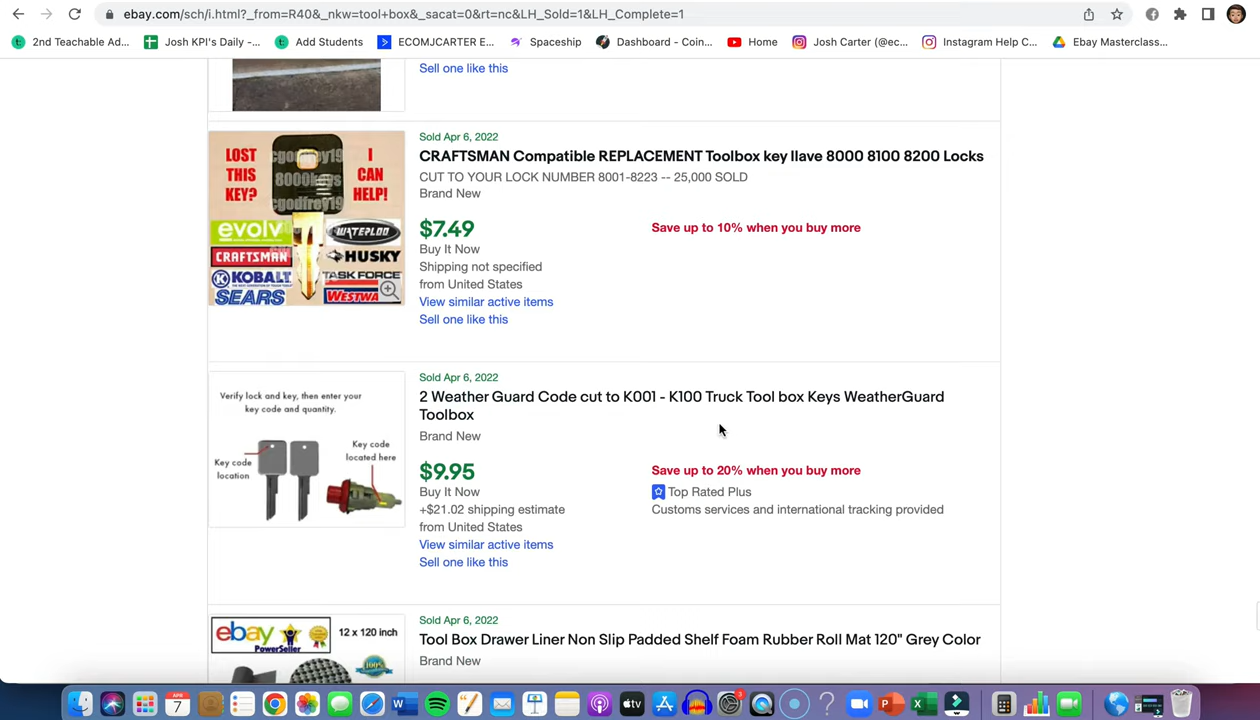 ebay.com/sch/i.html?_from=R40&_nkw=tool+box&_sacat=0&rt=nc&LH_Sold=1&LH_Complete=1
2nd Teachable Ad...
Josh KPI's Daily -...
Add Students
ECOMJCARTER E...
Spaceship
Dashboard - Coin...
Home
Josh Carter (@ec...
Instagram Help C...
Ebay Masterclass...
Sell one like this
Sold Apr 6, 2022
CRAFTSMAN Compatible REPLACEMENT Toolbox key llave 8000 8100 8200 Locks
CUT TO YOUR LOCK NUMBER 8001-8223 -- 25,000 SOLD
Brand New
$7.49
Save up to 10% when you buy more
Buy It Now
Shipping not specified
from United States
View similar active items
Sell one like this
LOST THIS KEY?
I CAN HELP!
cgodfrey19
8000keys
cgodfrey19
evolv
WATERLOO
CRAFTSMAN
HUSKY
KOBALT
TASK FORCE
SEARS
WESTWA
Sold Apr 6, 2022
2 Weather Guard Code cut to K001 - K100 Truck Tool box Keys WeatherGuard
Toolbox
Brand New
$9.95
Save up to 20% when you buy more
Buy It Now
Top Rated Plus
+$21.02 shipping estimate
Customs services and international tracking provided
from United States
View similar active items
Sell one like this
Verify lock and key, then enter your
key code and quantity.
Key code
located here
Key code
location
Sold Apr 6, 2022
Tool Box Drawer Liner Non Slip Padded Shelf Foam Rubber Roll Mat 120" Grey Color
Brand New
ebay
PowerSeller
12 x 120 inch
100%
APR
7
tv
3